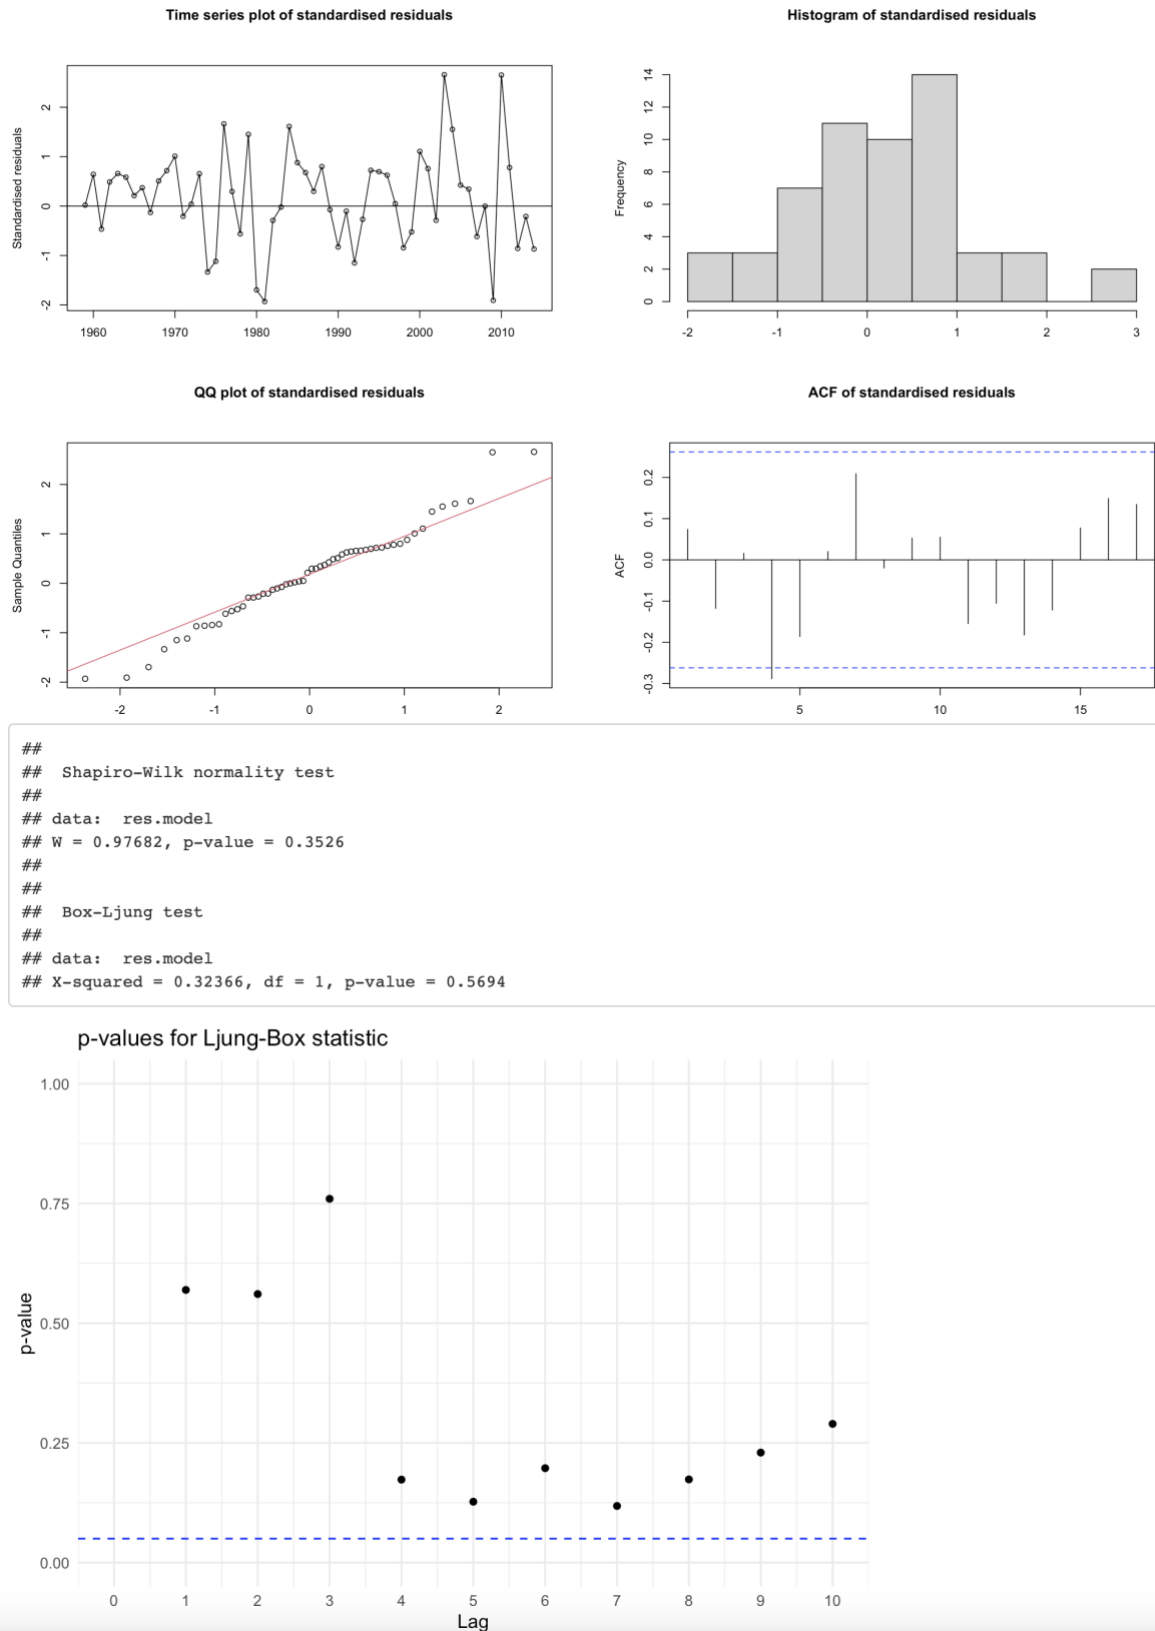 Time series plot of standardised residuals
Standardised residuals
2
1
0
-1
-2
1960 1970 1980 1990 2000 2010
Histogram of standardised residuals
Frequency
14
12
10
8
6
4
2
0
-2 -1 0 1 2 3
QQ plot of standardised residuals
Sample Quantiles
2
1
0
-1
-2
-2 -1 0 1 2
ACF of standardised residuals
ACF
0.2
0.1
0.0
-0.1
-0.2
-0.3
5 10 15
##
## Shapiro-Wilk normality test
##
## data: res.model
## W = 0.97682, p-value = 0.3526
##
##
## Box-Ljung test
##
## data: res.model
## X-squared = 0.32366, df = 1, p-value = 0.5694
p-values for Ljung-Box statistic
p-value
1.00
0.75
0.50
0.25
0.00
0 1 2 3 4 5 6 7 8 9 10
Lag